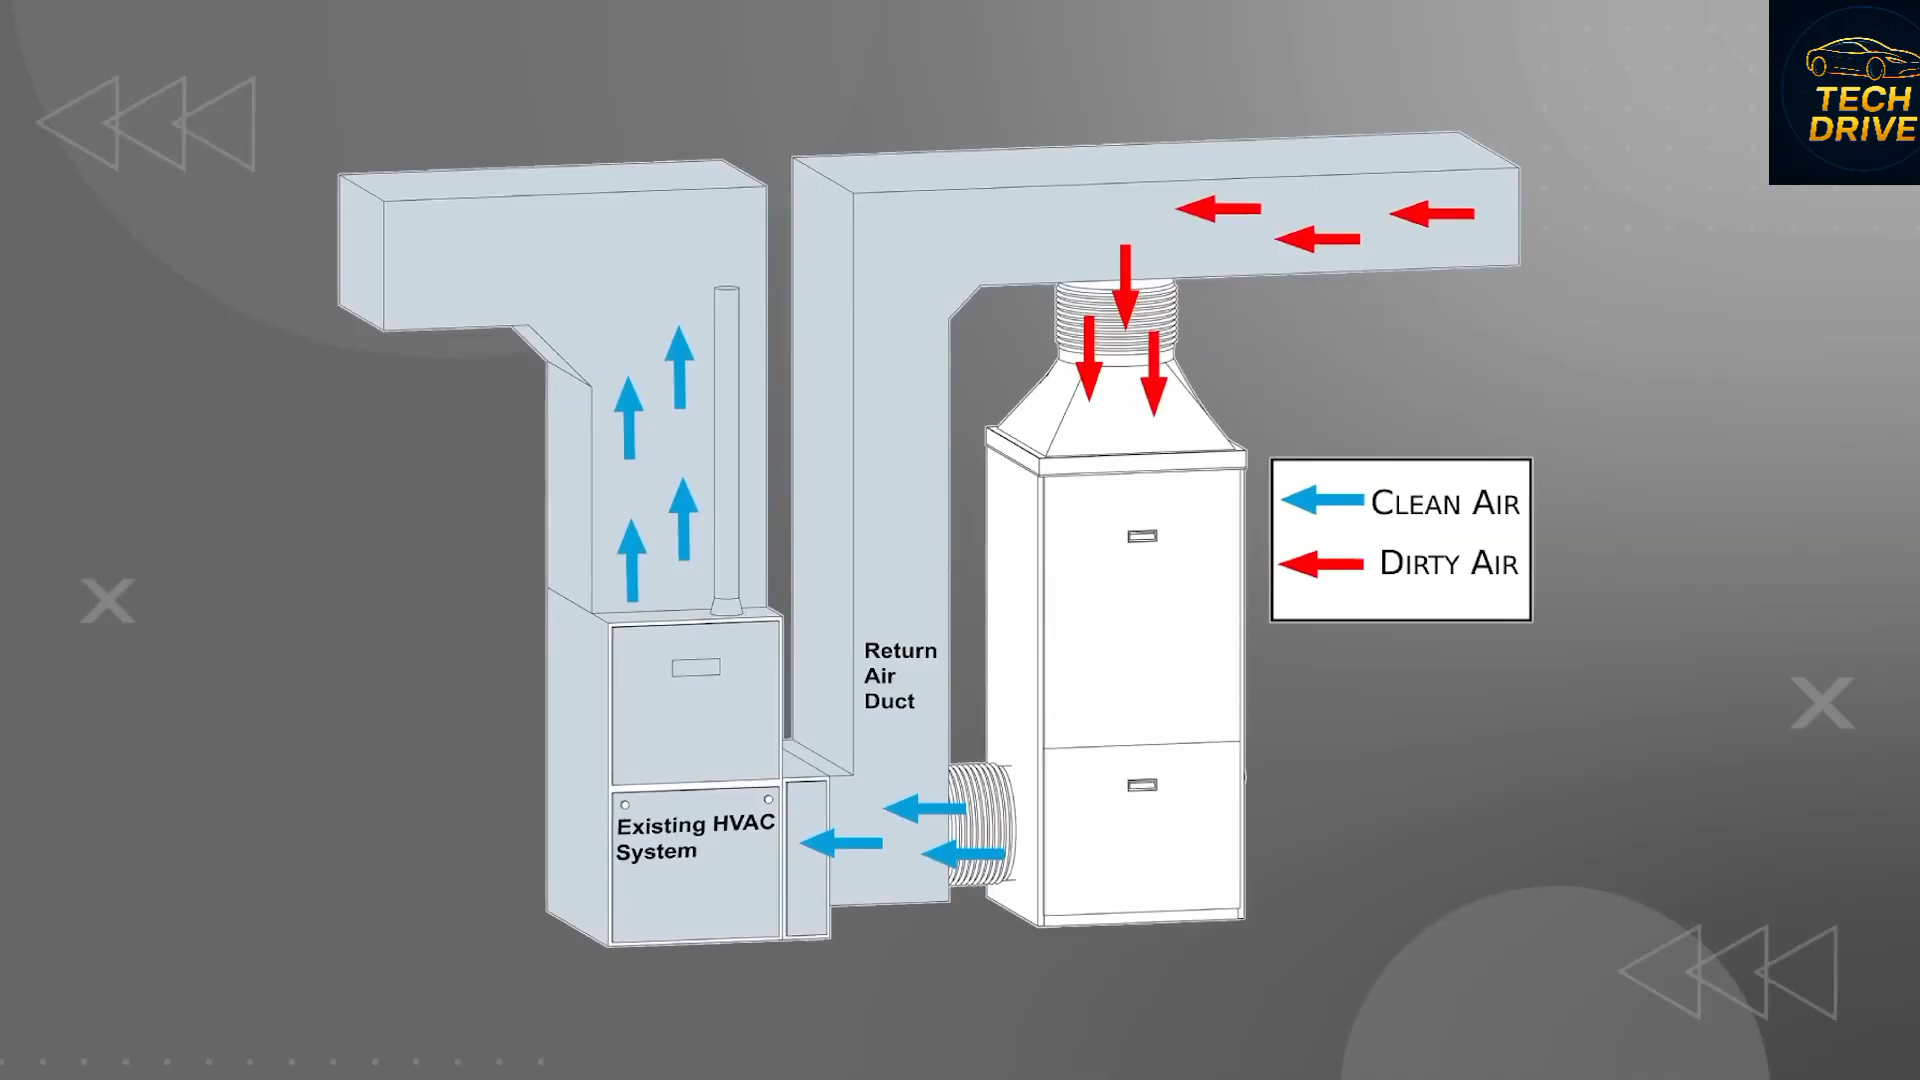 TECH
DRIVE
CLEAN AIR
DIRTY AIR
Return
Air
Duct
Existing HVAC
System